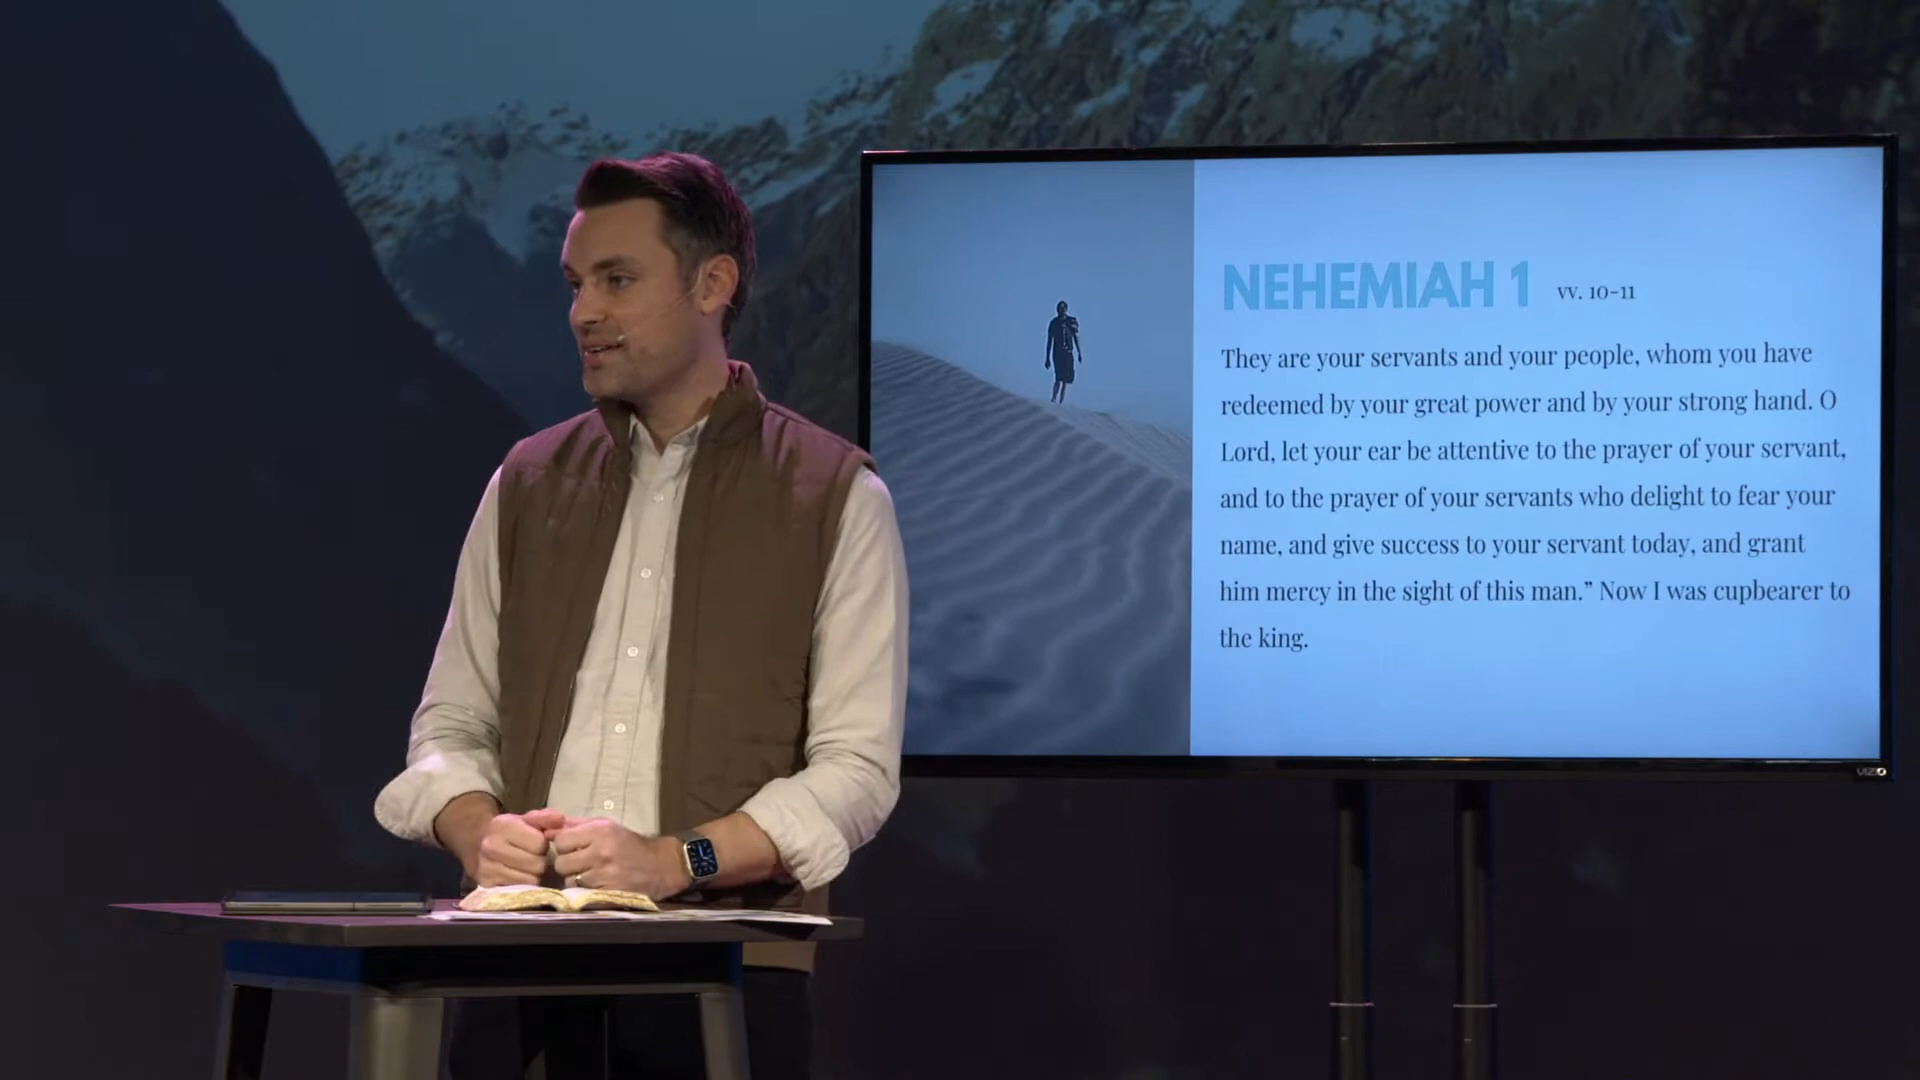 NEHEMIAH 1 vv. 10-11
They are your servants and your people, whom you have
redeemed by your great power and by your strong hand. O
Lord, let your ear be attentive to the prayer of your servant,
and to the prayer of your servants who delight to fear your
name, and give success to your servant today, and grant
him mercy in the sight of this man.” Now I was cupbearer to
the king.
VIZIO